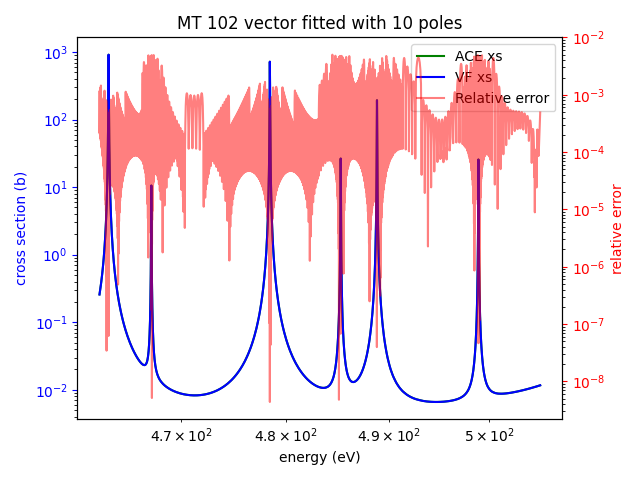 MT 102 vector fitted with 10 poles
ACE xs
VF xs
Relative error
cross section (b)
10³
10²
10¹
10⁰
10⁻¹
10⁻²
relative error
10⁻²
10⁻³
10⁻⁴
10⁻⁵
10⁻⁶
10⁻⁷
10⁻⁸
4.7 × 10² 4.8 × 10² 4.9 × 10² 5 × 10²
energy (eV)